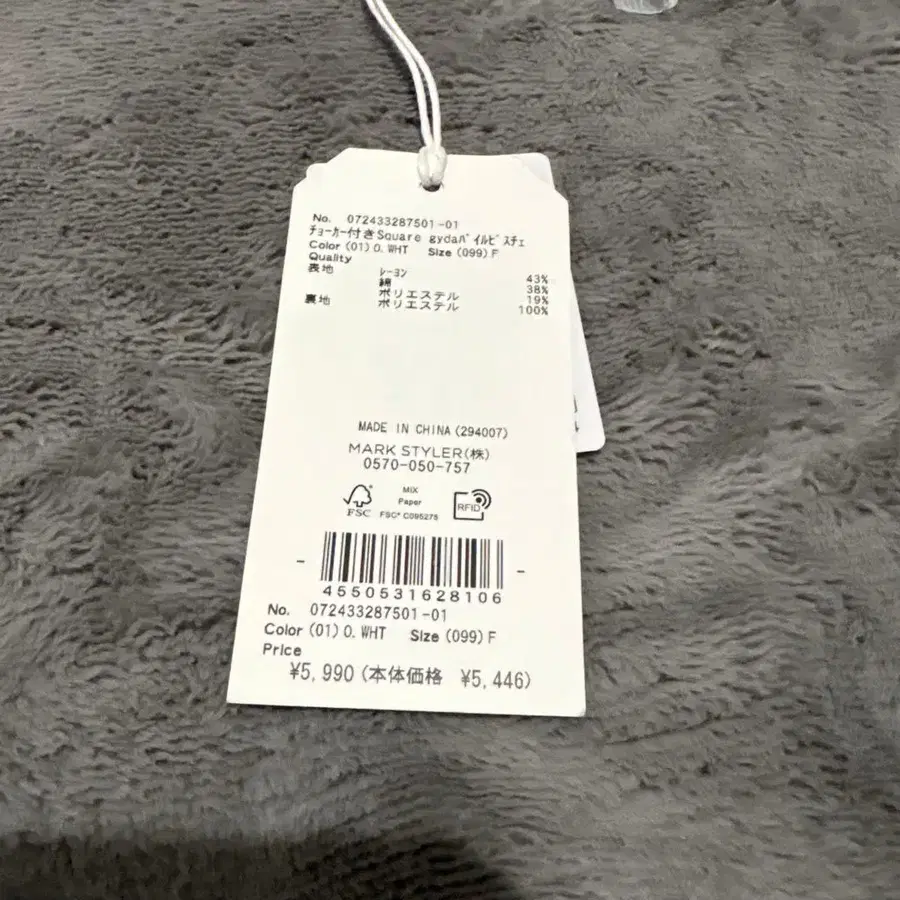 No. 072433287501-01
ﾁｮｰｶｰ付きSquare gydaﾊﾟｲﾙﾋﾞｽﾁｪ
Color (01) O. WHT Size (099) F
Quality
表地 ﾚｰﾖﾝ 43%
綿 38%
ポリエステル 19%
裏地 ポリエステル 100%
MADE IN CHINA (294007)
MARK STYLER(株)
0570-050-757
FSC
MIX
Paper
FSC® C095275
RFID
4550531628106
No. 072433287501-01
Color (01) O. WHT Size (099) F
Price
¥5,990 (本体価格 ¥5,446)